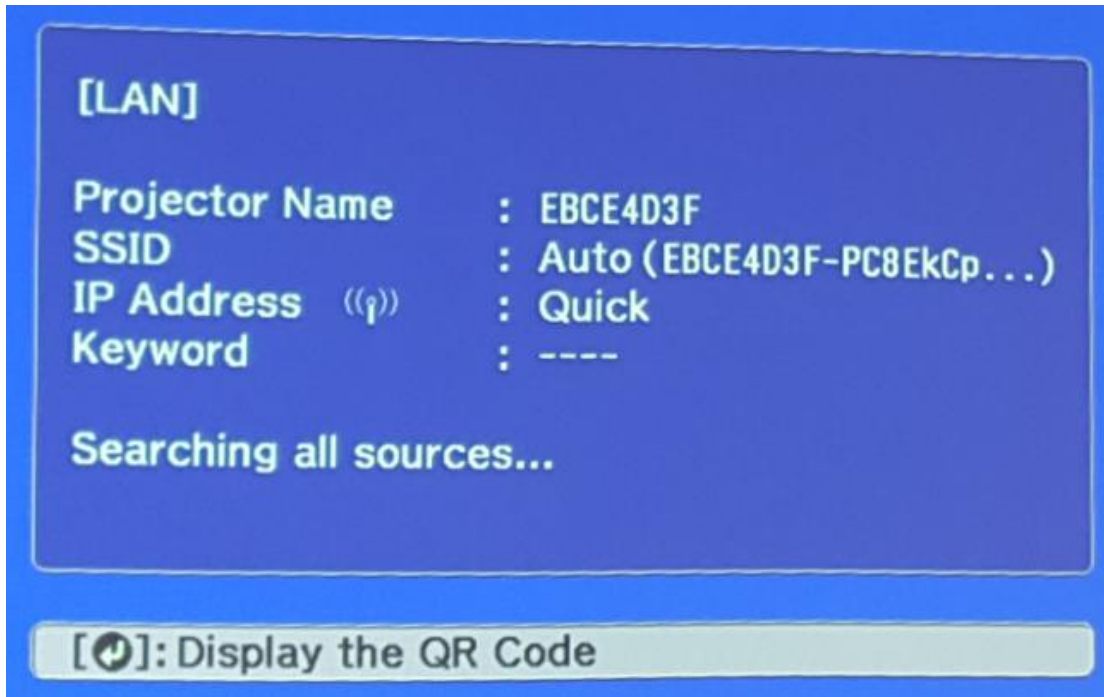 [LAN]
Projector Name : EBCE4D3F
SSID : Auto(EBCE4D3F-PC8EkCp...)
IP Address : Quick
Keyword : ----
Searching all sources...
[]: Display the QR Code